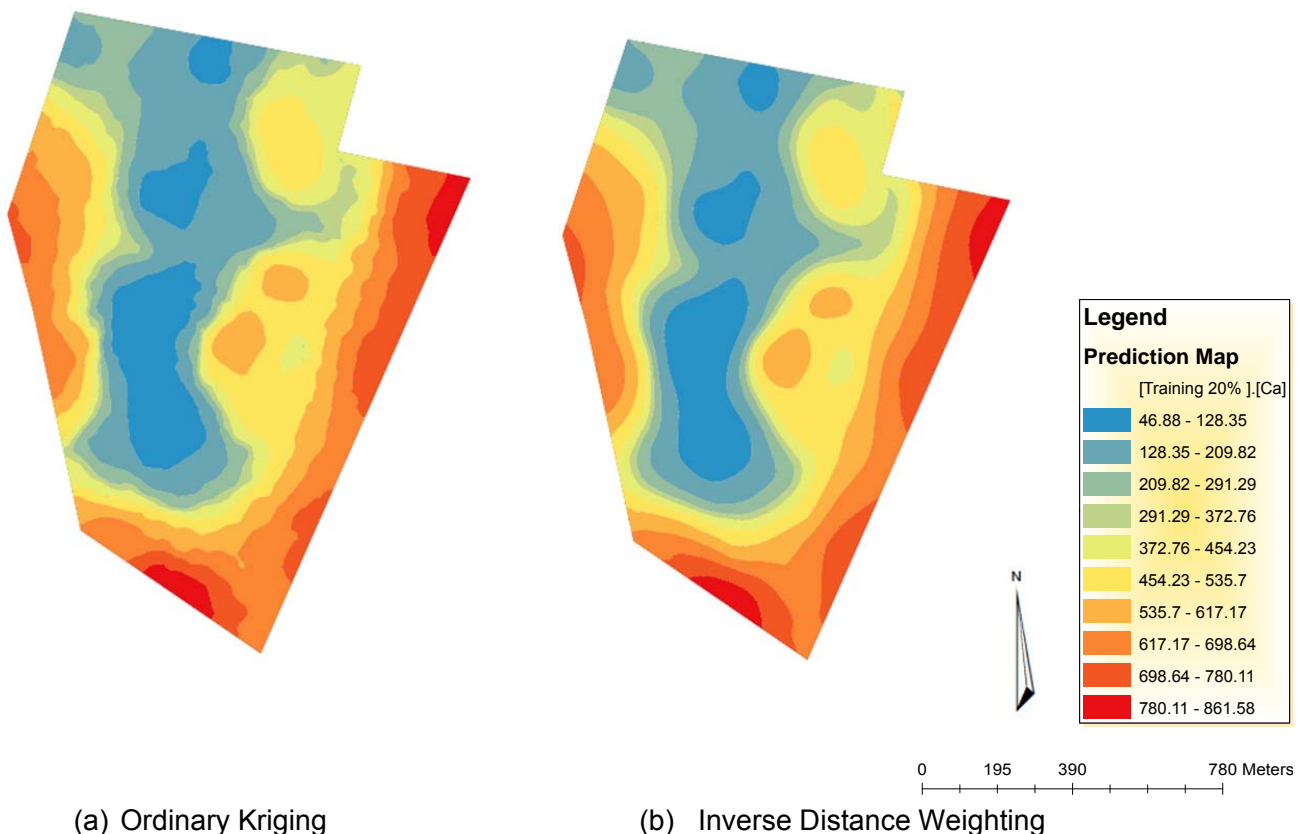 Legend
Prediction Map
[Training 20% ].[Ca]
46.88 - 128.35
128.35 - 209.82
209.82 - 291.29
291.29 - 372.76
372.76 - 454.23
454.23 - 535.7
535.7 - 617.17
617.17 - 698.64
698.64 - 780.11
780.11 - 861.58
N
0 195 390 780 Meters
(a) Ordinary Kriging
(b) Inverse Distance Weighting